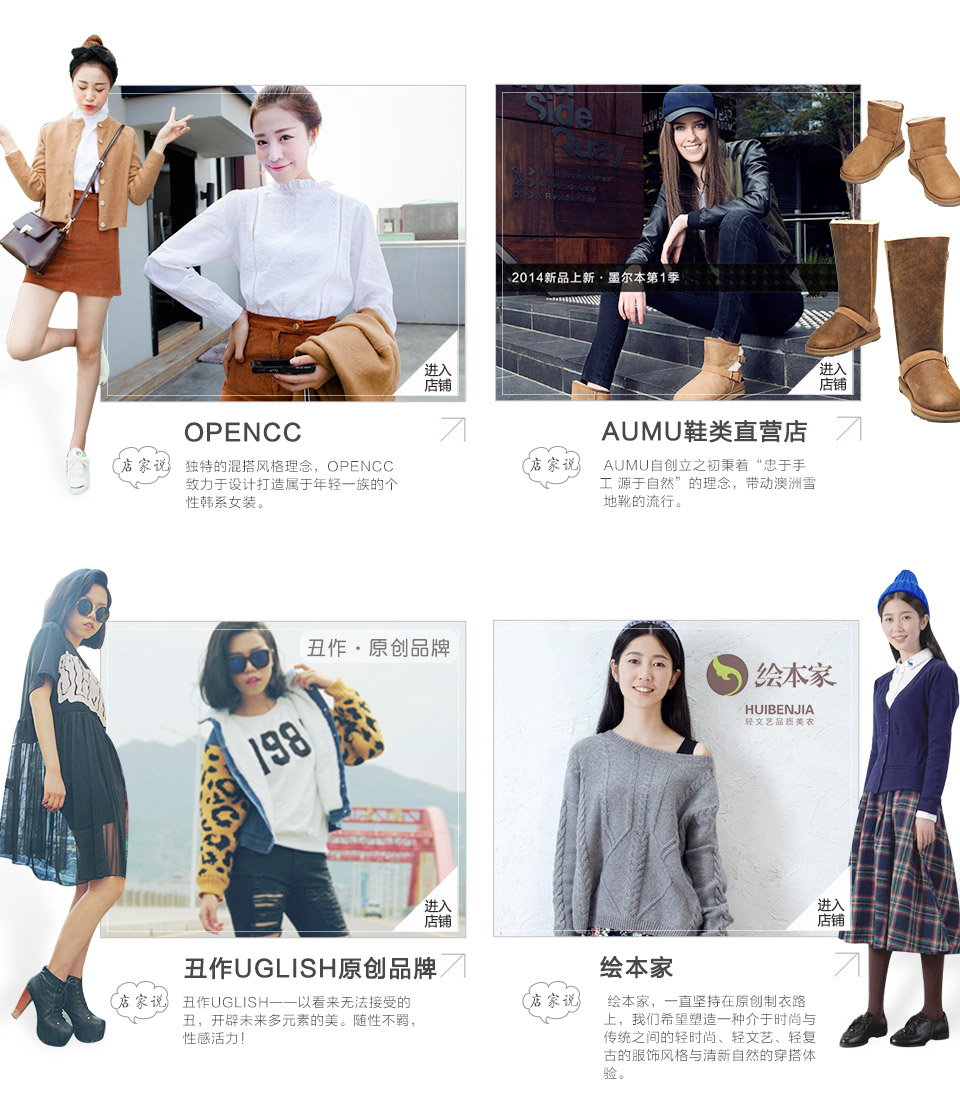 Side
Quay
2014新品上新·墨尔本第1季
进入
店铺
进入
店铺
OPENCC
店家说
独特的混搭风格理念，OPENCC
致力于设计打造属于年轻一族的个
性韩系女装。
AUMU鞋类直营店
店家说
AUMU自创立之初秉着“忠于手
工 源于自然”的理念，带动澳洲雪
地靴的流行。
丑作·原创品牌
198
进入
店铺
绘本家
HUIBENJIA
轻文艺品质美衣
进入
店铺
丑作UGLISH原创品牌
店家说
丑作UGLISH——以看来无法接受的
丑，开辟未来多元素的美。随性不羁，
性感活力！
绘本家
店家说
绘本家，一直坚持在原创制衣路
上，我们希望塑造一种介于时尚与
传统之间的轻时尚、轻文艺、轻复
古的服饰风格与清新自然的穿搭体
验。